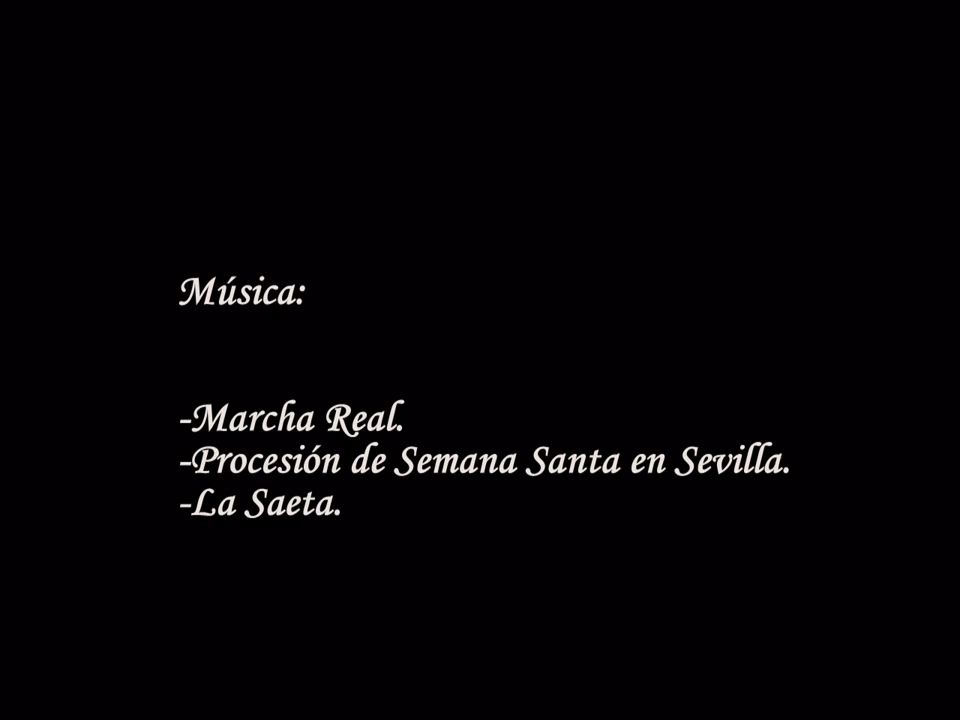 Música:
-Marcha Real.
-Procesión de Semana Santa en Sevilla.
-La Saeta.